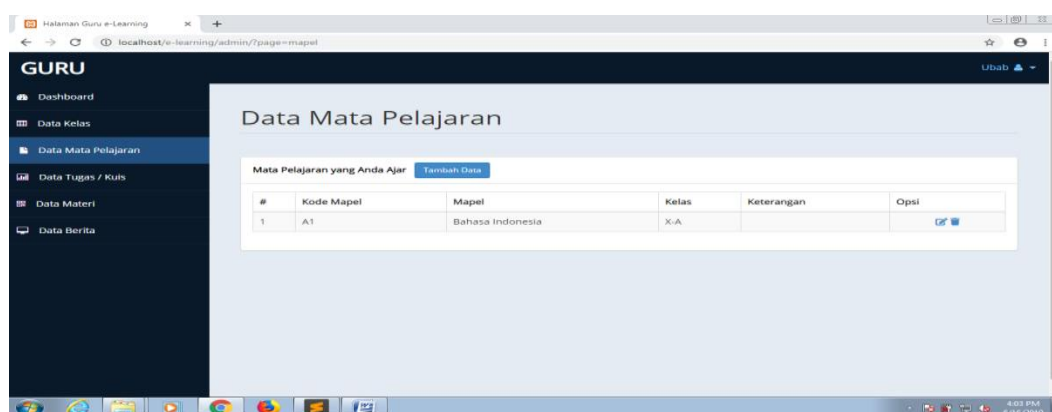 Halaman Guru e-Learning
localhost/e-learning/admin/?page=mapel
GURU
Ubab
Dashboard
Data Kelas
Data Mata Pelajaran
Data Tugas / Kuis
Data Materi
Data Berita
Data Mata Pelajaran
Mata Pelajaran yang Anda Ajar Tambah Data
# Kode Mapel Mapel Kelas Keterangan Opsi
1 A1 Bahasa Indonesia X-A
4:03 PM